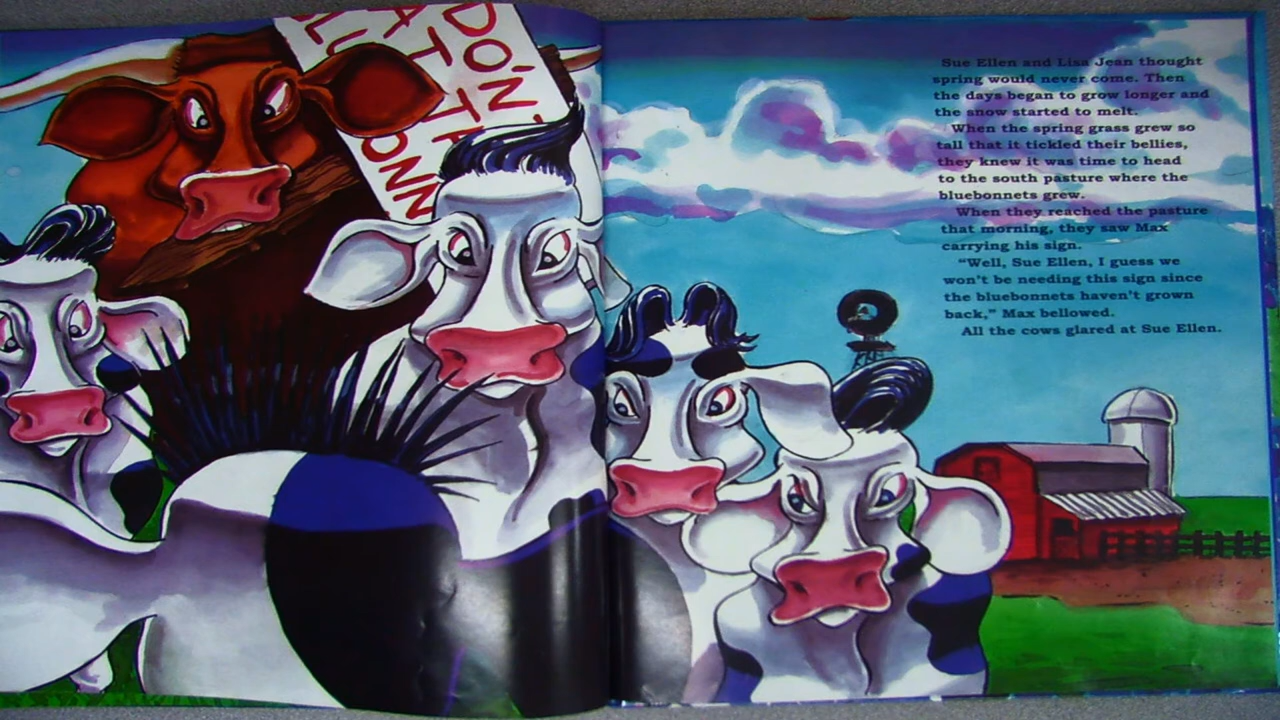 DON'T
AT T
BLU ONN
Sue Ellen and Lisa Jean thought
spring would never come. Then
the days began to grow longer and
the snow started to melt.
When the spring grass grew so
tall that it tickled their bellies,
they knew it was time to head
to the south pasture where the
bluebonnets grew.
When they reached the pasture
that morning, they saw Max
carrying his sign.
“Well, Sue Ellen, I guess we
won’t be needing this sign since
the bluebonnets haven’t grown
back,” Max bellowed.
All the cows glared at Sue Ellen.